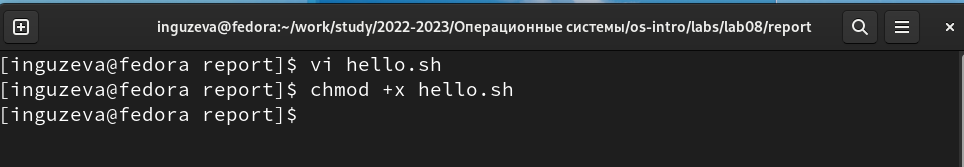 inguzeva@fedora:~/work/study/2022-2023/Операционные системы/os-intro/labs/lab08/report
[inguzeva@fedora report]$ vi hello.sh
[inguzeva@fedora report]$ chmod +x hello.sh
[inguzeva@fedora report]$